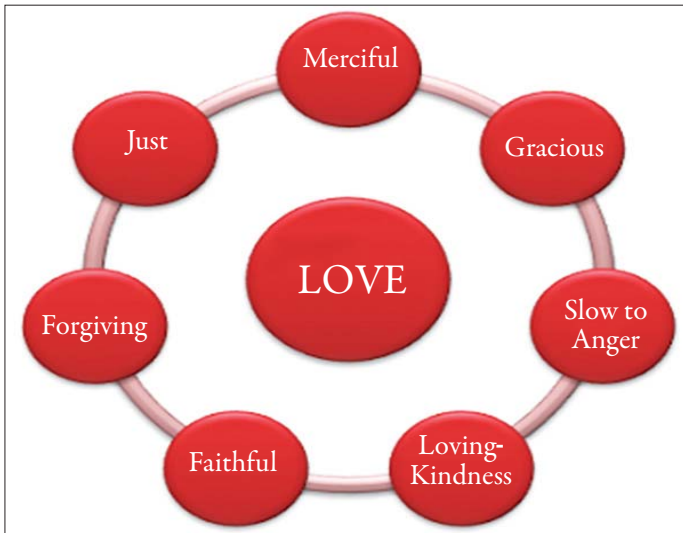 Merciful
Gracious
Slow to
Anger
Loving-
Kindness
Faithful
Forgiving
Just
LOVE